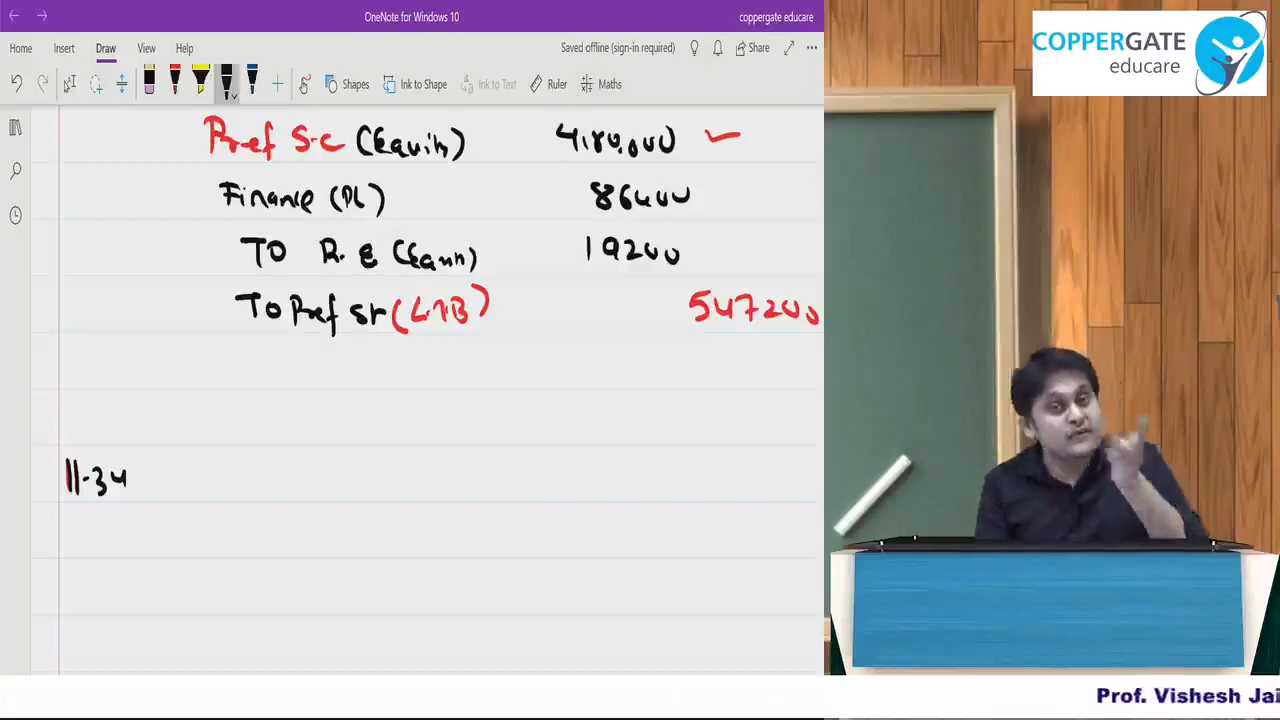 OneNote for Windows 10
coppergate educare
Home Insert Draw View Help
Saved offline (sign-in required)
Share
Shapes
Ink to Shape
Ink to Text
Ruler
Maths
COPPERGATE
educare
Pref S.C (Equity) 4,80,000
Finance (PL) 86400
TO R.E (Equity) 19200
To Pref Sr (LTB) 547200
11.34
Prof. Vishesh Jai